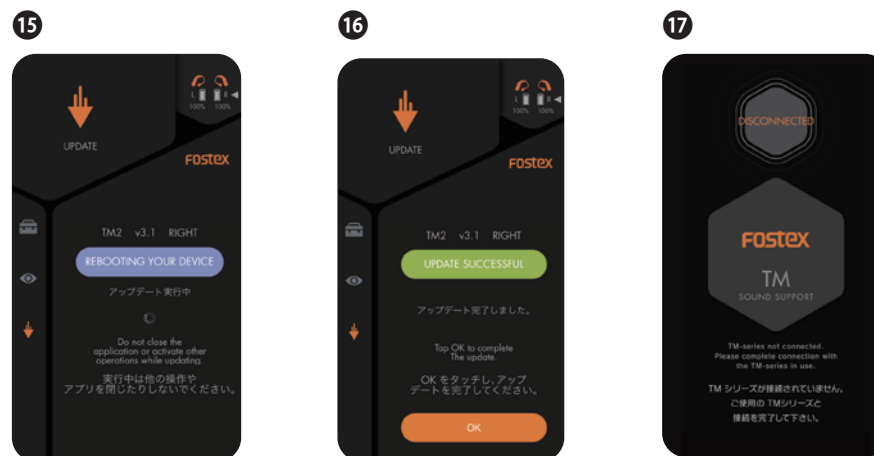 15
UPDATE
L R
100% 100%
FOSTEX
TM2 v3.1 RIGHT
REBOOTING YOUR DEVICE
アップデート実行中
Do not close the
application or activate other
operations while updating.
実行中は他の操作や
アプリを閉じたりしないでください。
16
UPDATE
L R
100% 100%
FOSTEX
TM2 v3.1 RIGHT
UPDATE SUCCESSFUL
アップデート完了しました。
Tap OK to complete
The update.
OK をタッチし、アップ
デートを完了してください。
OK
17
DISCONNECTED
FOSTEX
TM
SOUND SUPPORT
TM-series not connected.
Please complete connection with
the TM-series in use.
TM シリーズが接続されていません。
ご使用の TMシリーズと
接続を完了して下さい。